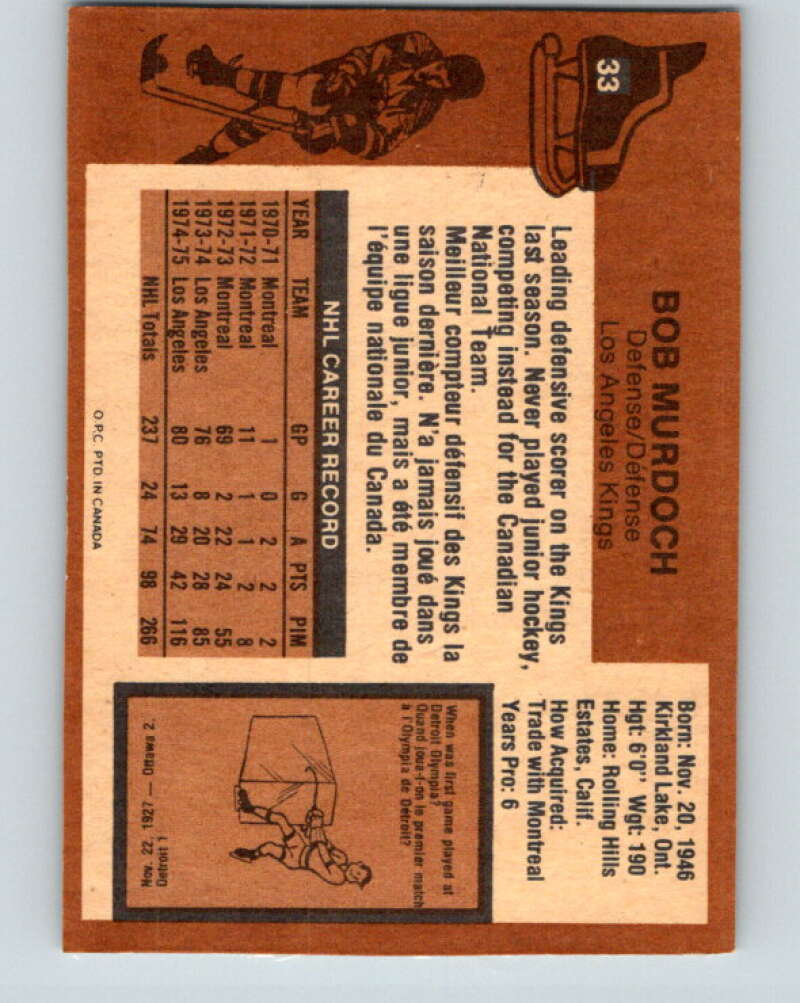 33
BOB MURDOCH
Defense/Défense
Los Angeles Kings
Leading defensive scorer on the Kings
last season. Never played junior hockey,
competing instead for the Canadian
National Team.
Meilleur compteur défensif des Kings la
saison dernière. N'a jamais joué dans
une ligue junior, mais a été membre de
l'équipe nationale du Canada.
Born: Nov. 20, 1946
Kirkland Lake, Ont.
Hgt: 6'0" Wgt: 190
Home: Rolling Hills
Estates, Calif.
How Acquired:
Trade with Montreal
Years Pro: 6
NHL CAREER RECORD
YEAR TEAM GP G A PTS PIM
1970-71 Montreal 1 0 2 2 2
1971-72 Montreal 11 1 1 2 8
1972-73 Montreal 69 2 22 24 55
1973-74 Los Angeles 76 8 20 28 85
1974-75 Los Angeles 80 13 29 42 116
NHL Totals 237 24 74 98 266
When was first game played at
Detroit Olympia?
Quand joua-t-on le premier match
à l'Olympia de Détroit?
Detroit 1
Nov. 22, 1927 — Ottawa 2,
O.P.C. PTD. IN CANADA